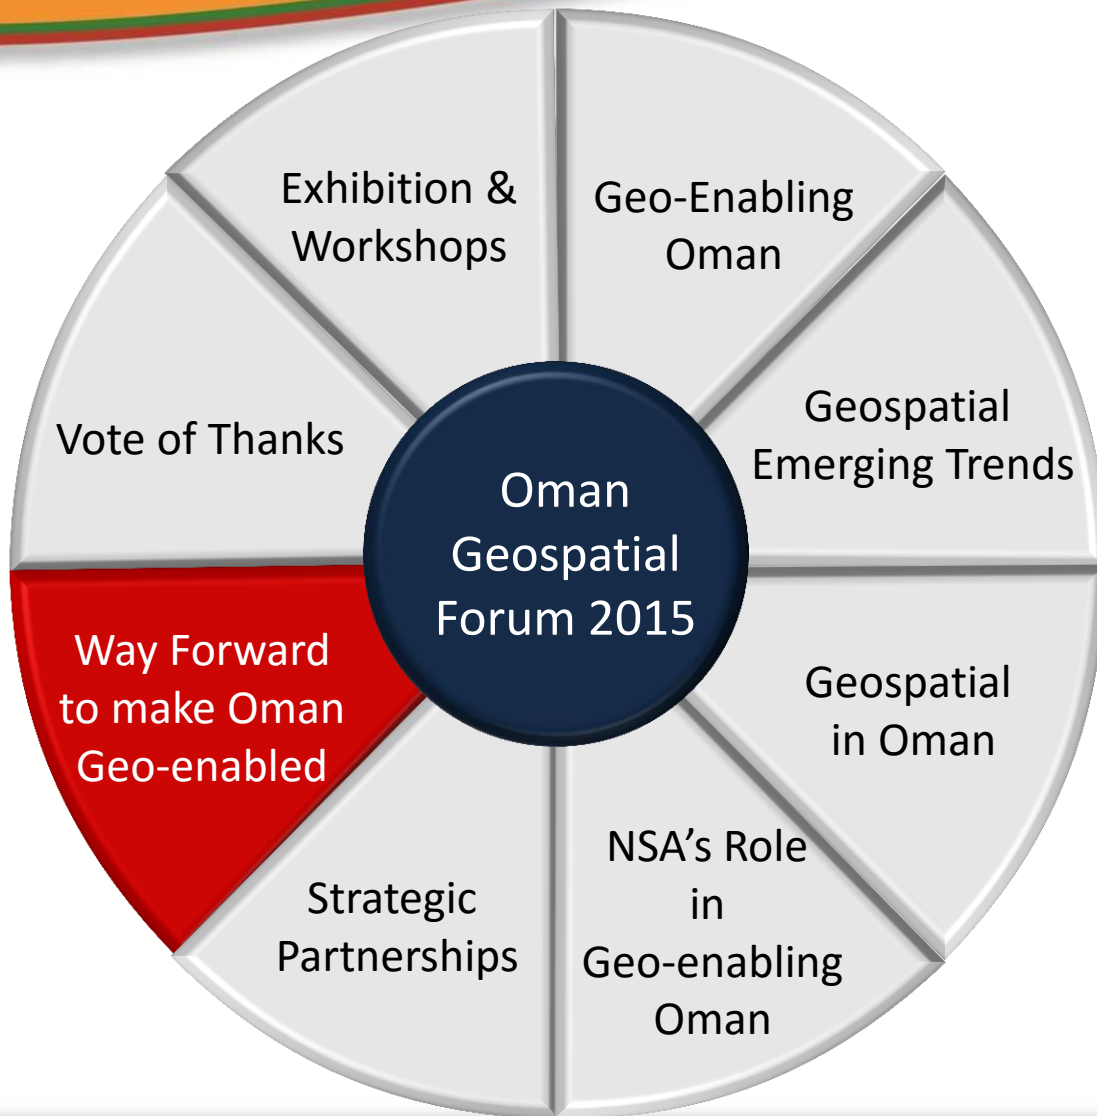 Exhibition &
Workshops
Geo-Enabling
Oman
Geospatial
Emerging Trends
Geospatial
in Oman
NSA’s Role
in
Geo-enabling
Oman
Strategic
Partnerships
Way Forward
to make Oman
Geo-enabled
Vote of Thanks
Oman
Geospatial
Forum 2015